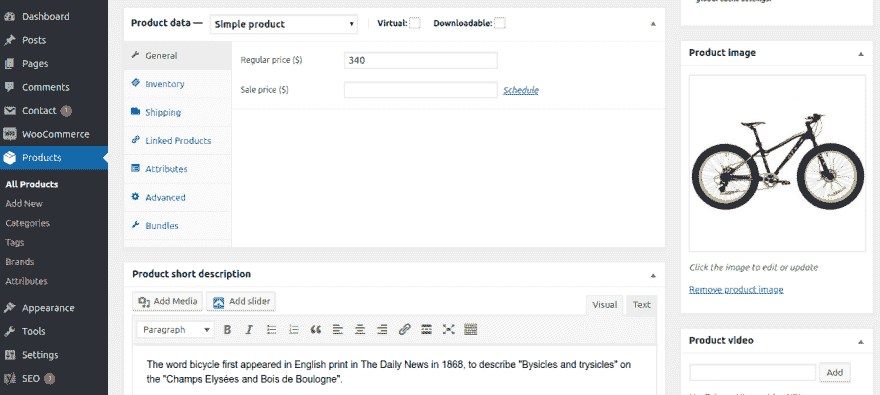 Dashboard
Posts
Pages
Comments
Contact 1
WooCommerce
Products
All Products
Add New
Categories
Tags
Brands
Attributes
Appearance
Tools
Settings
SEO
Product data — Simple product Virtual: Downloadable:
General
Inventory
Shipping
Linked Products
Attributes
Advanced
Bundles
Regular price ($) 340
Sale price ($) Schedule
Product short description
Add Media Add slider
Visual Text
Paragraph
The word bicycle first appeared in English print in The Daily News in 1868, to describe "Bysicles and trysicles" on
the "Champs Elysées and Bois de Boulogne".
Product image
Click the image to edit or update
Remove product image
Product video
Add